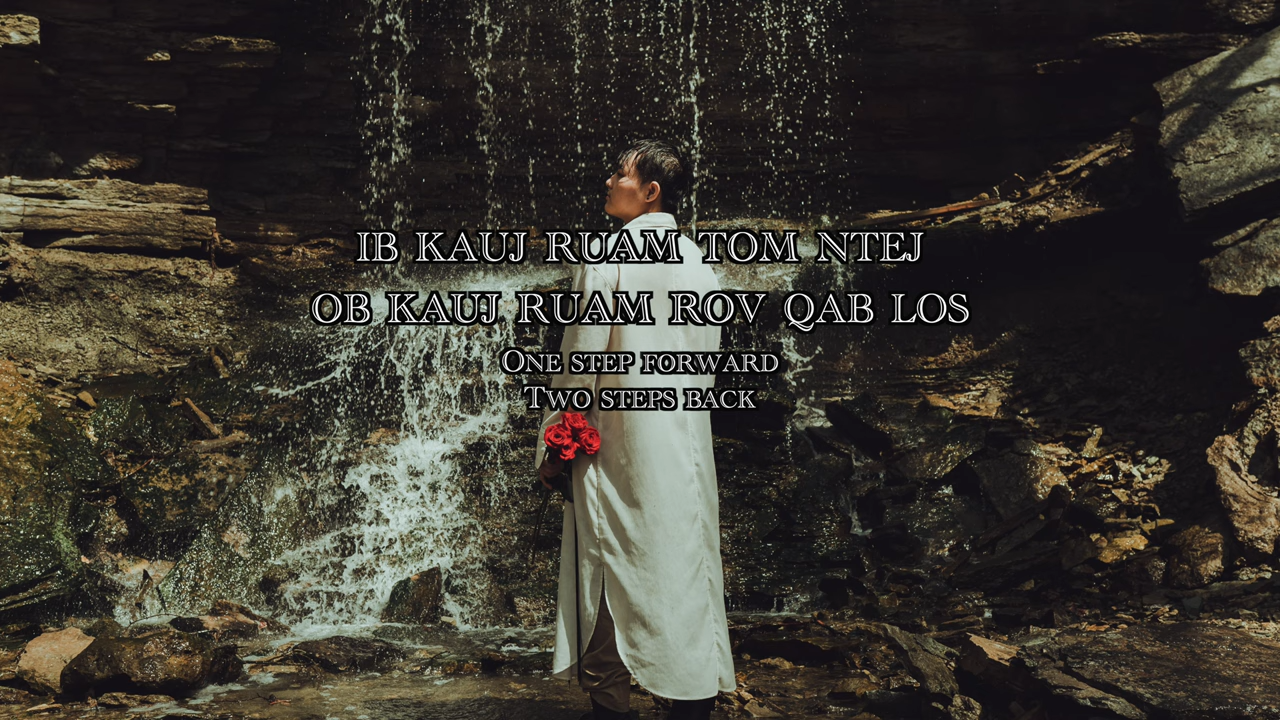 IB KAUJ RUAM TOM NTEJ
OB KAUJ RUAM ROV QAB LOS
One step forward
Two steps back